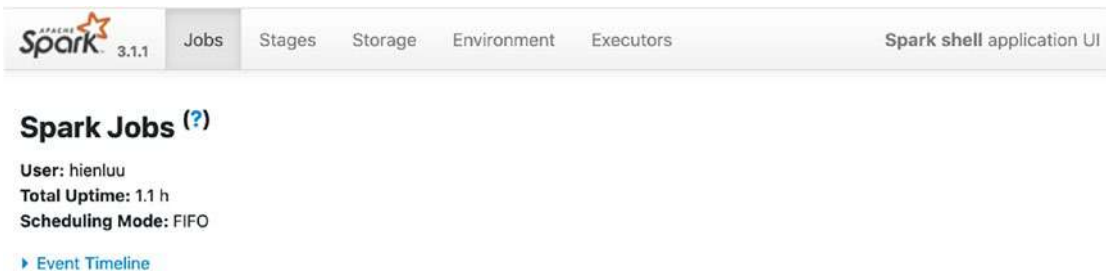 APACHE
Spark 3.1.1 Jobs Stages Storage Environment Executors Spark shell application UI
Spark Jobs (?)
User: hienluu
Total Uptime: 1.1 h
Scheduling Mode: FIFO
Event Timeline